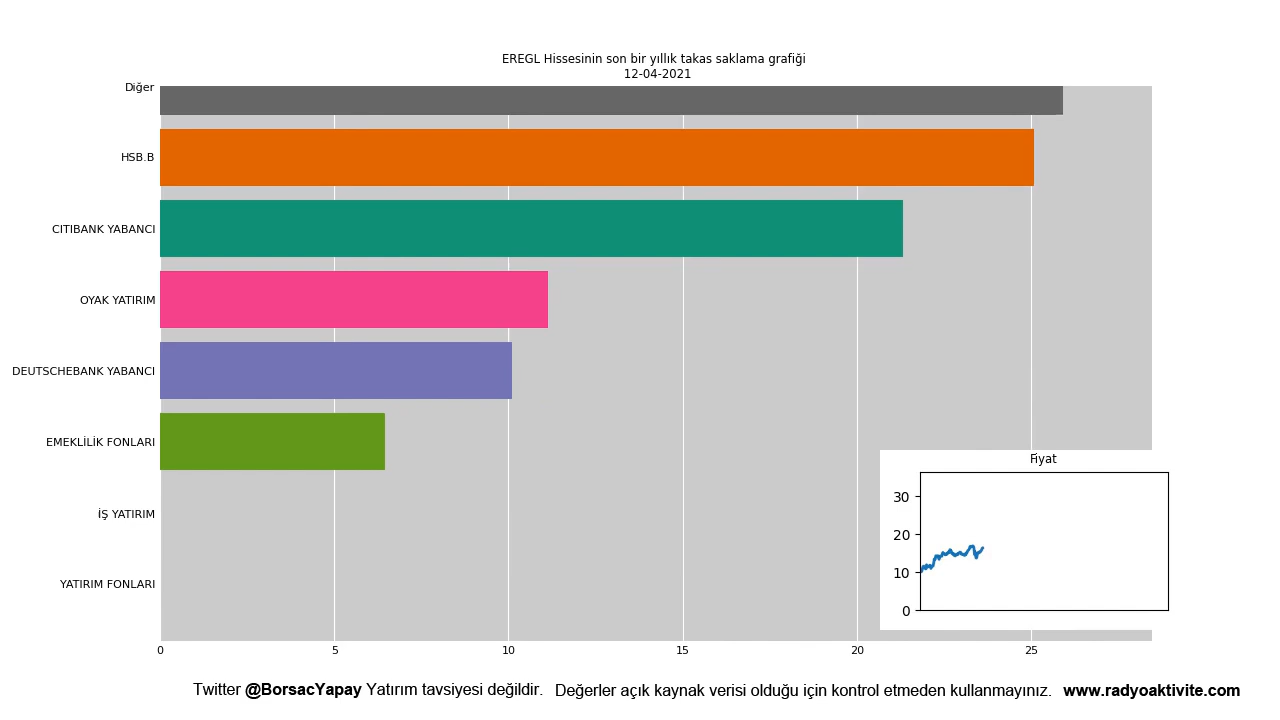 EREGL Hissesinin son bir yıllık takas saklama grafiği
12-04-2021
Diğer
HSB.B
CITIBANK YABANCI
OYAK YATIRIM
DEUTSCHEBANK YABANCI
EMEKLİLİK FONLARI
İŞ YATIRIM
YATIRIM FONLARI
Fiyat
30
20
10
0
0 5 10 15 20 25
Twitter @BorsacYapay Yatırım tavsiyesi değildir. Değerler açık kaynak verisi olduğu için kontrol etmeden kullanmayınız. www.radyoaktivite.com